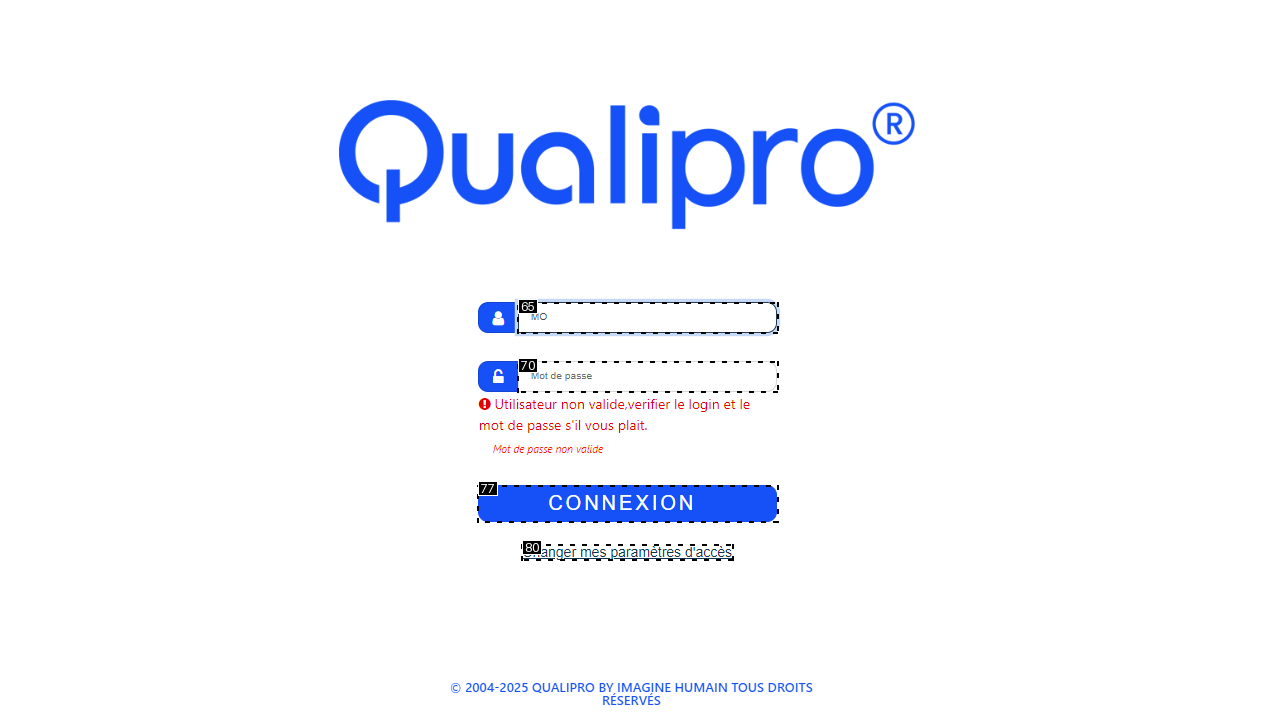 Qualipro®
65
MO
70
Mot de passe
Utilisateur non valide,verifier le login et le
mot de passe s'il vous plait.
Mot de passe non valide
77
CONNEXION
80
Changer mes paramètres d'accès
© 2004-2025 QUALIPRO BY IMAGINE HUMAIN TOUS DROITS
RÉSERVÉS